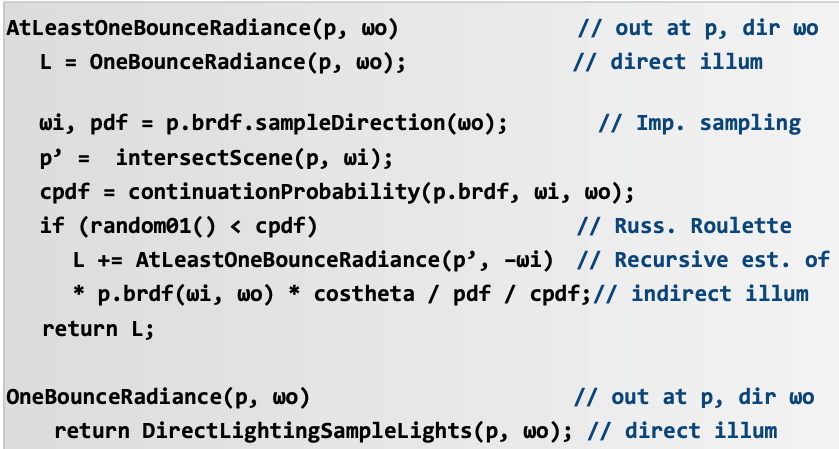 AtLeastOneBounceRadiance(p, ωo) // out at p, dir ωo
L = OneBounceRadiance(p, ωo); // direct illum
ωi, pdf = p.brdf.sampleDirection(ωo); // Imp. sampling
p’ = intersectScene(p, ωi);
cpdf = continuationProbability(p.brdf, ωi, ωo);
if (random01() < cpdf) // Russ. Roulette
L += AtLeastOneBounceRadiance(p’, –ωi) // Recursive est. of
* p.brdf(ωi, ωo) * costheta / pdf / cpdf;// indirect illum
return L;
OneBounceRadiance(p, ωo) // out at p, dir ωo
return DirectLightingSampleLights(p, ωo); // direct illum